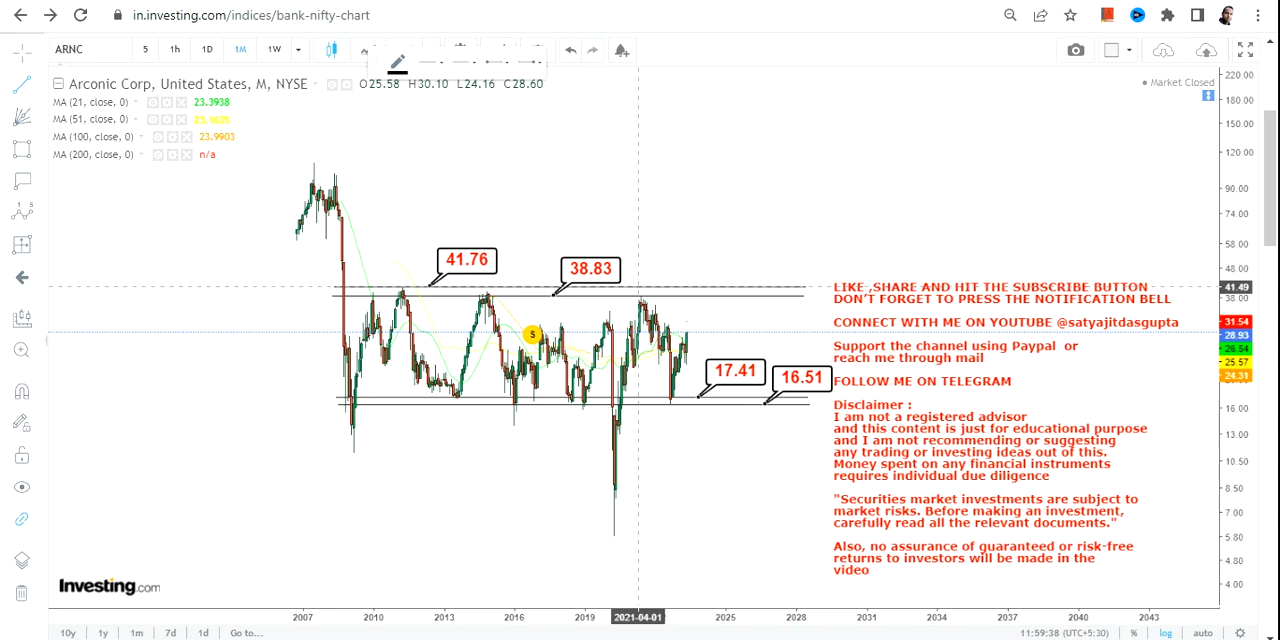 in.investing.com/indices/bank-nifty-chart
ARNC 5 1h 1D 1M 1W
Arconic Corp, United States, M, NYSE O25.58 H30.10 L24.16 C28.60
Market Closed
MA (21, close, 0) 23.3938
MA (51, close, 0)
MA (100, close, 0) 23.9903
MA (200, close, 0) n/a
220.00
180.00
150.00
120.00
90.00
74.00
58.00
48.00
38.00
41.49
31.54
28.93
26.54
25.57
24.31
16.00
13.00
10.50
8.50
7.00
5.80
4.80
4.00
41.76
38.83
17.41
16.51
$
LIKE ,SHARE AND HIT THE SUBSCRIBE BUTTON
DON'T FORGET TO PRESS THE NOTIFICATION BELL
CONNECT WITH ME ON YOUTUBE @satyajitdasgupta
Support the channel using Paypal or
reach me through mail
FOLLOW ME ON TELEGRAM
Disclaimer :
I am not a registered advisor
and this content is just for educational purpose
and I am not recommending or suggesting
any trading or investing ideas out of this.
Money spent on any financial instruments
requires individual due diligence
"Securities market investments are subject to
market risks. Before making an investment,
carefully read all the relevant documents."
Also, no assurance of guaranteed or risk-free
returns to investors will be made in the
video
Investing.com
2007 2010 2013 2016 2021-04-01 2025 2028 2031 2034 2037 2040 2043
10y 1y 1m 7d 1d Go to... 11:59:38 (UTC+5:30) % log auto